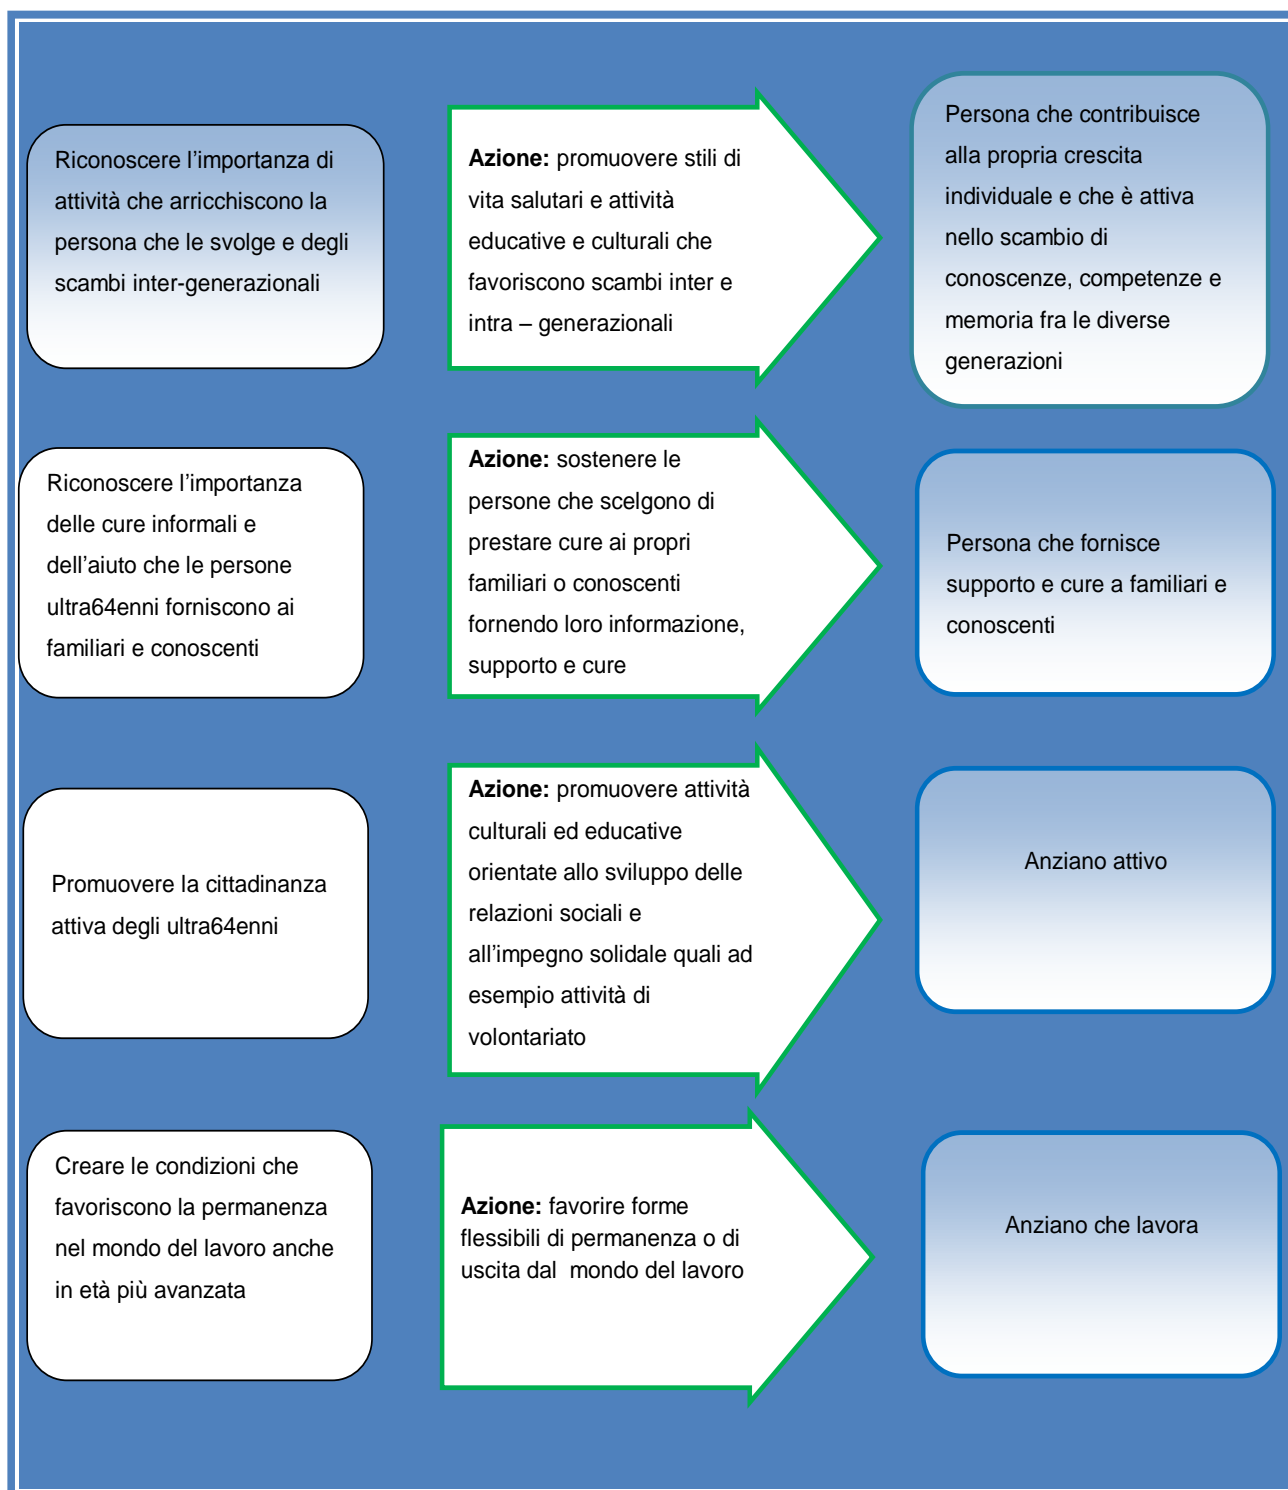 Riconoscere l’importanza di
attività che arricchiscono la
persona che le svolge e degli
scambi inter-generazionali
Azione: promuovere stili di
vita salutari e attività
educative e culturali che
favoriscono scambi inter e
intra – generazionali
Persona che contribuisce
alla propria crescita
individuale e che è attiva
nello scambio di
conoscenze, competenze e
memoria fra le diverse
generazioni
Riconoscere l’importanza
delle cure informali e
dell’aiuto che le persone
ultra64enni forniscono ai
familiari e conoscenti
Azione: sostenere le
persone che scelgono di
prestare cure ai propri
familiari o conoscenti
fornendo loro informazione,
supporto e cure
Persona che fornisce
supporto e cure a familiari e
conoscenti
Promuovere la cittadinanza
attiva degli ultra64enni
Azione: promuovere attività
culturali ed educative
orientate allo sviluppo delle
relazioni sociali e
all’impegno solidale quali ad
esempio attività di
volontariato
Anziano attivo
Creare le condizioni che
favoriscono la permanenza
nel mondo del lavoro anche
in età più avanzata
Azione: favorire forme
flessibili di permanenza o di
uscita dal  mondo del lavoro
Anziano che lavora